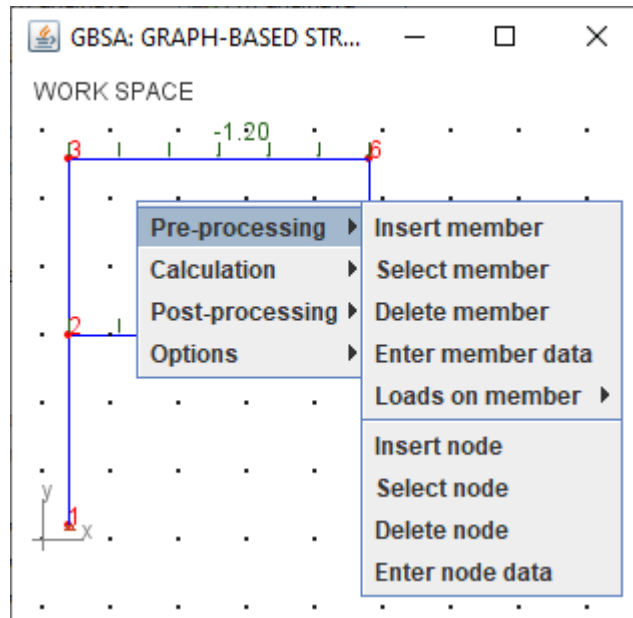 GBSA: GRAPH-BASED STR...
WORK SPACE
-1.20
3
6
Pre-processing
Calculation
Post-processing
Options
Insert member
Select member
Delete member
Enter member data
Loads on member
Insert node
Select node
Delete node
Enter node data
2
y
1
x